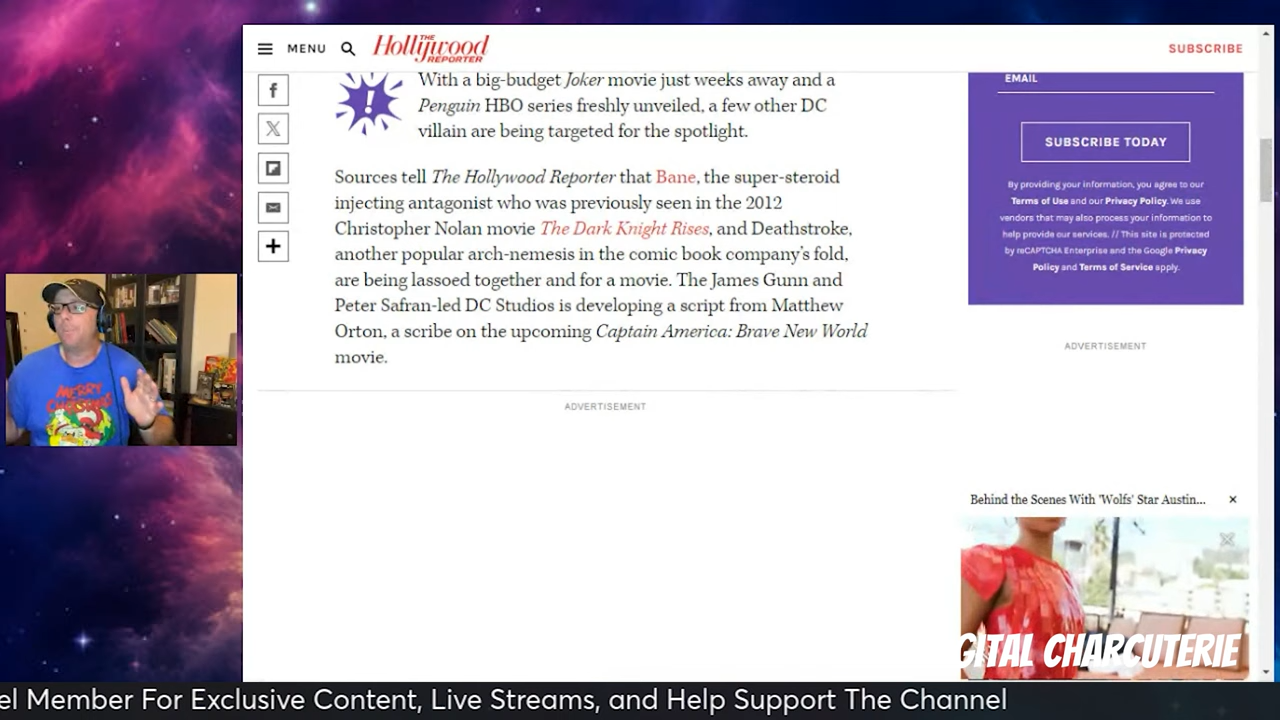 MENU
THE Hollywood REPORTER
SUBSCRIBE
With a big-budget Joker movie just weeks away and a
Penguin HBO series freshly unveiled, a few other DC
villain are being targeted for the spotlight.
Sources tell The Hollywood Reporter that Bane, the super-steroid
injecting antagonist who was previously seen in the 2012
Christopher Nolan movie The Dark Knight Rises, and Deathstroke,
another popular arch-nemesis in the comic book company's fold,
are being lassoed together and for a movie. The James Gunn and
Peter Safran-led DC Studios is developing a script from Matthew
Orton, a scribe on the upcoming Captain America: Brave New World
movie.
ADVERTISEMENT
EMAIL
SUBSCRIBE TODAY
By providing your information, you agree to our
Terms of Use and our Privacy Policy. We use
vendors that may also process your information to
help provide our services. // This site is protected
by reCAPTCHA Enterprise and the Google Privacy
Policy and Terms of Service apply.
ADVERTISEMENT
Behind the Scenes With 'Wolfs' Star Austin...
MERRY
CHRISTMAS
GITAL CHARCUTERIE
el Member For Exclusive Content, Live Streams, and Help Support The Channel